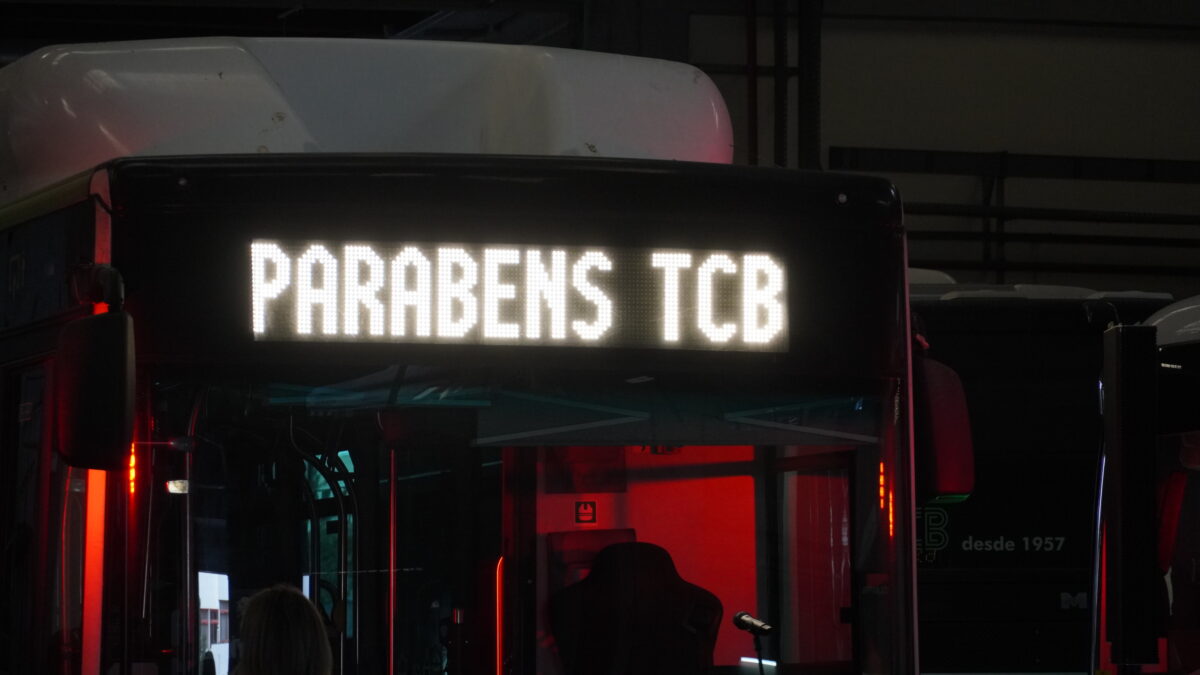 PARABENS TCB
desde 1957
M